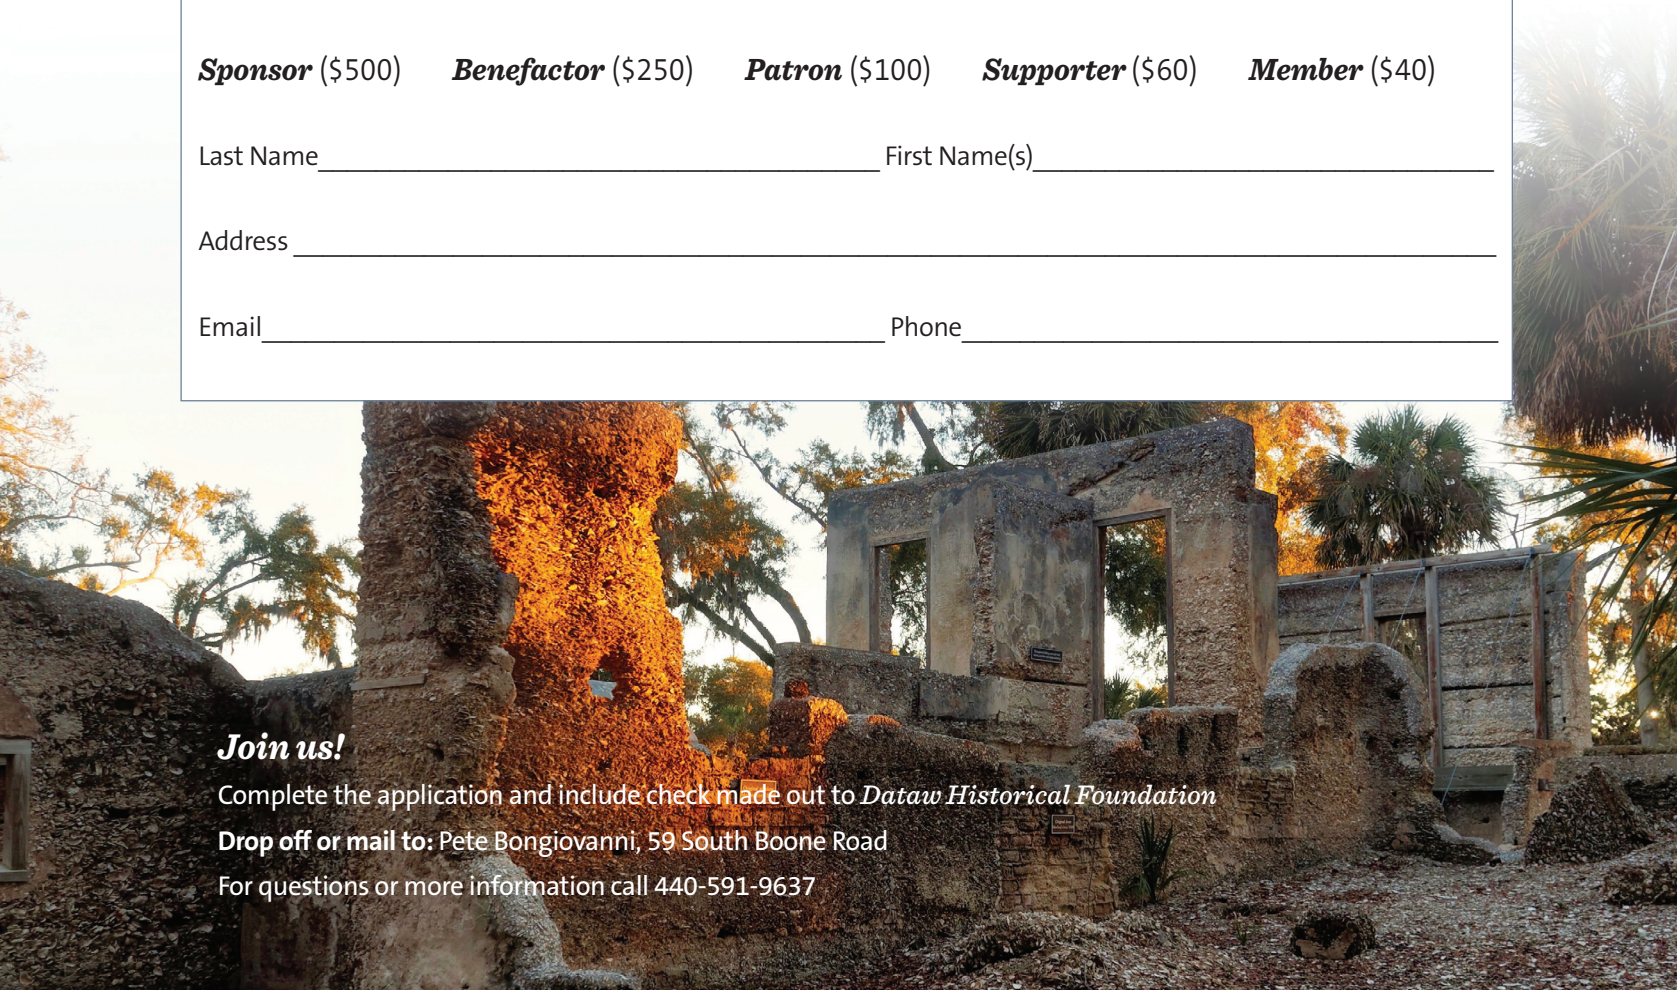 Sponsor ($500) Benefactor ($250) Patron ($100) Supporter ($60) Member ($40)
Last Name First Name(s)
Address
Email Phone
Join us!
Complete the application and include check made out to Dataw Historical Foundation
Drop off or mail to: Pete Bongiovanni, 59 South Boone Road
For questions or more information call 440-591-9637